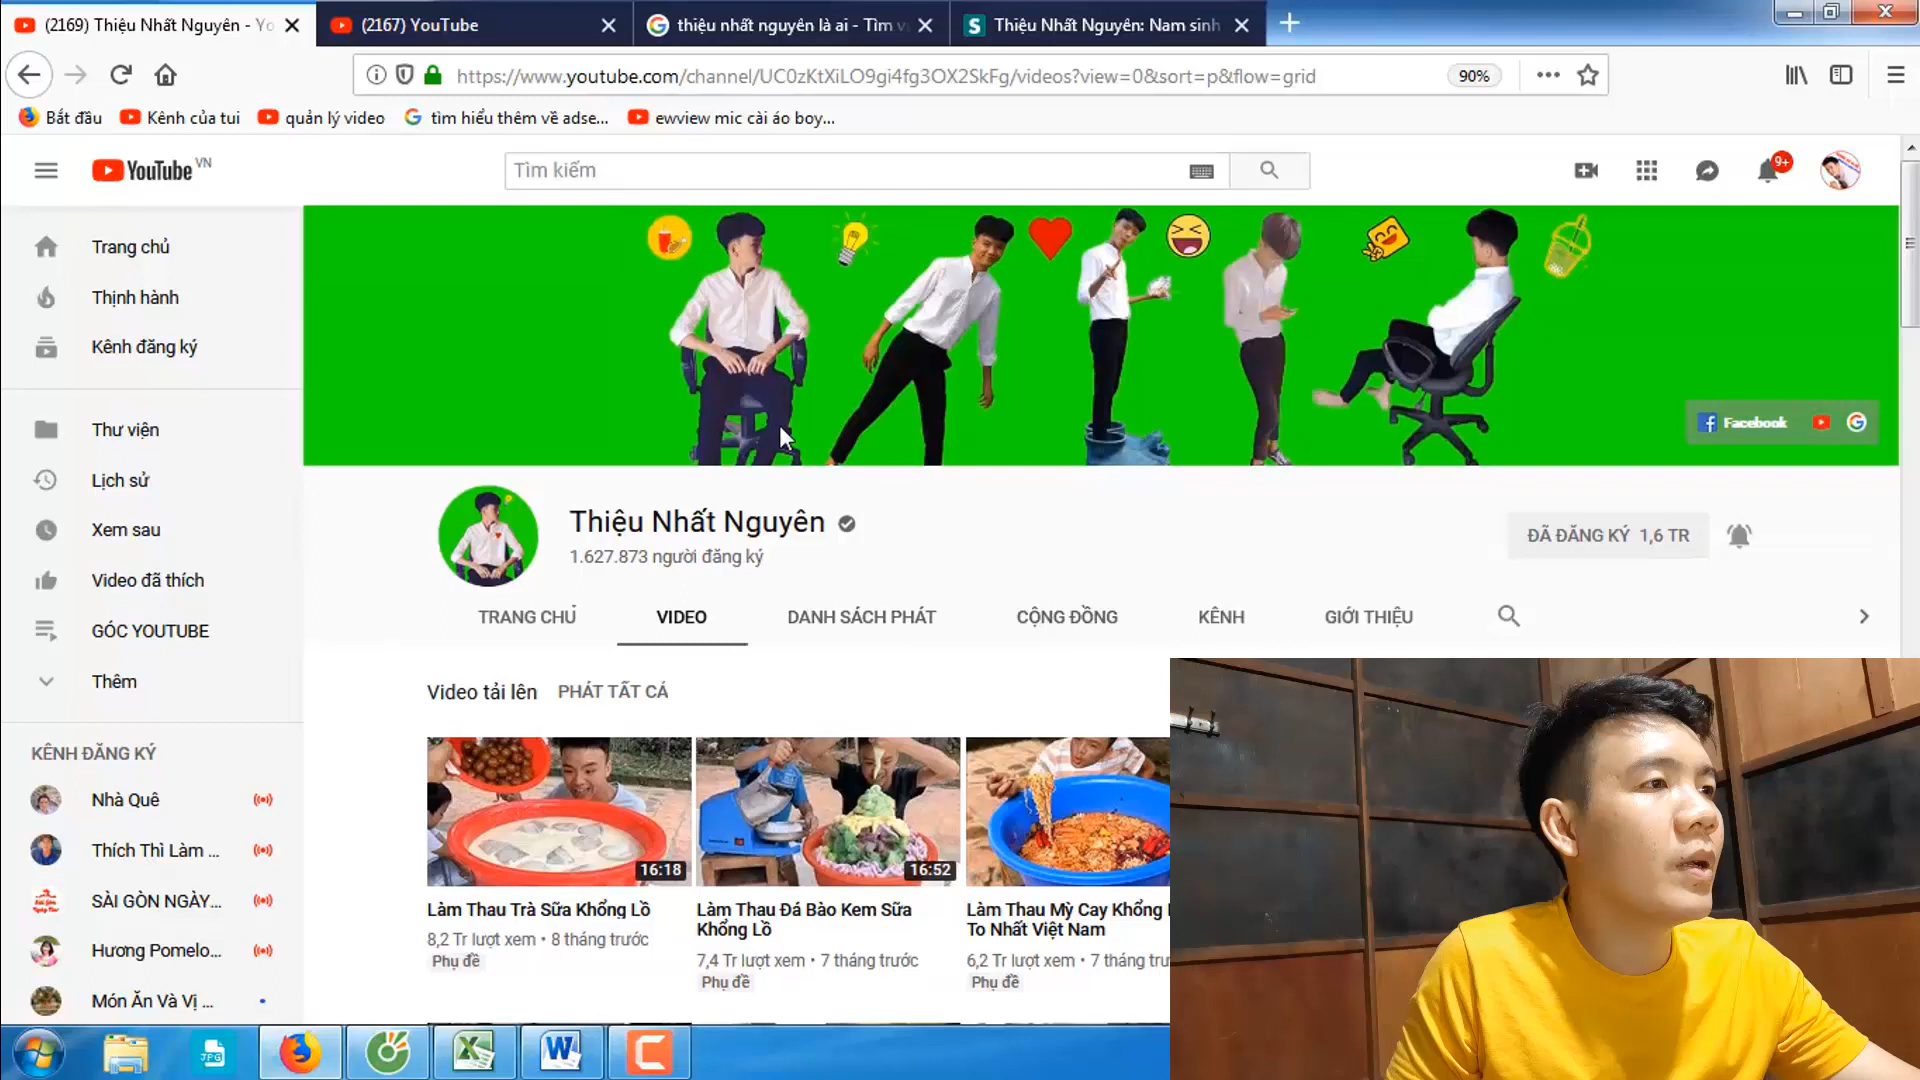 (2169) Thiệu Nhất Nguyên - Yo
(2167) YouTube
thiệu nhất nguyên là ai - Tìm v
S Thiệu Nhất Nguyên: Nam sinh
https://www.youtube.com/channel/UC0zKtXiLO9gi4fg3OX2SkFg/videos?view=0&sort=p&flow=grid
90%
Bắt đầu
Kênh của tui
quản lý video
tìm hiểu thêm về adse...
ewview mic cài áo boy...
YouTube VN
Tìm kiếm
9+
Trang chủ
Thịnh hành
Kênh đăng ký
Thư viện
Lịch sử
Xem sau
Video đã thích
GÓC YOUTUBE
Thêm
KÊNH ĐĂNG KÝ
Nhà Quê
Thích Thì Làm ...
SÀI GÒN NGÀY...
Hương Pomelo...
Món Ăn Và Vị ...
Facebook
Thiệu Nhất Nguyên
1.627.873 người đăng ký
ĐÃ ĐĂNG KÝ 1,6 TR
TRANG CHỦ
VIDEO
DANH SÁCH PHÁT
CỘNG ĐỒNG
KÊNH
GIỚI THIỆU
Video tải lên
PHÁT TẤT CẢ
16:18
Làm Thau Trà Sữa Khổng Lồ
8,2 Tr lượt xem • 8 tháng trước
Phụ đề
16:52
Làm Thau Đá Bào Kem Sữa
Khổng Lồ
7,4 Tr lượt xem • 7 tháng trước
Phụ đề
Làm Thau Mỳ Cay Khổng
To Nhất Việt Nam
6,2 Tr lượt xem • 7 tháng trư
Phụ đề
JPG